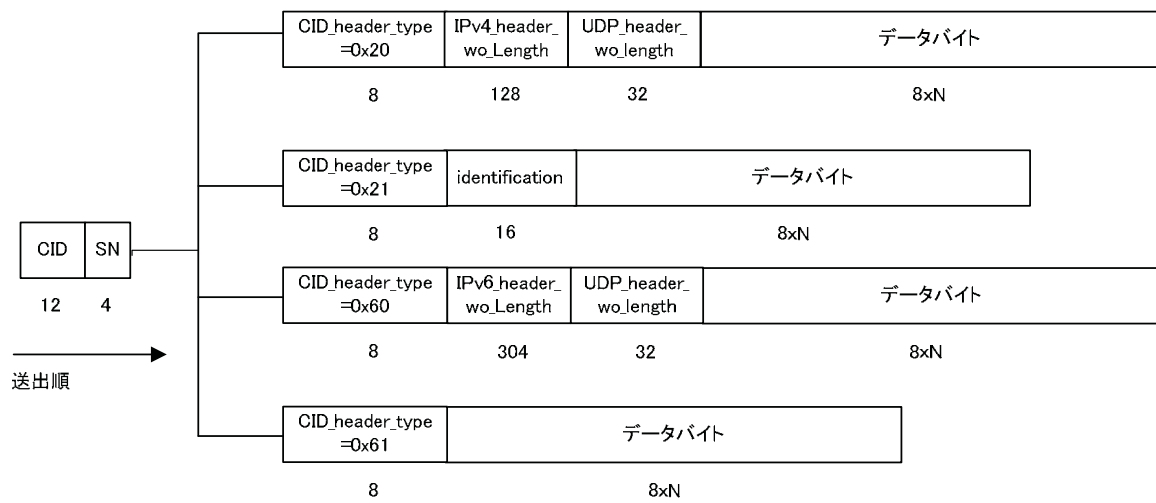 CID_header_type
=0x20
IPv4_header_
wo_Length
UDP_header_
wo_length
データバイト
8
128
32
8xN
CID_header_type
=0x21
identification
データバイト
8
16
8xN
CID
SN
12
4
送出順
CID_header_type
=0x60
IPv6_header_
wo_Length
UDP_header_
wo_length
データバイト
8
304
32
8xN
CID_header_type
=0x61
データバイト
8
8xN